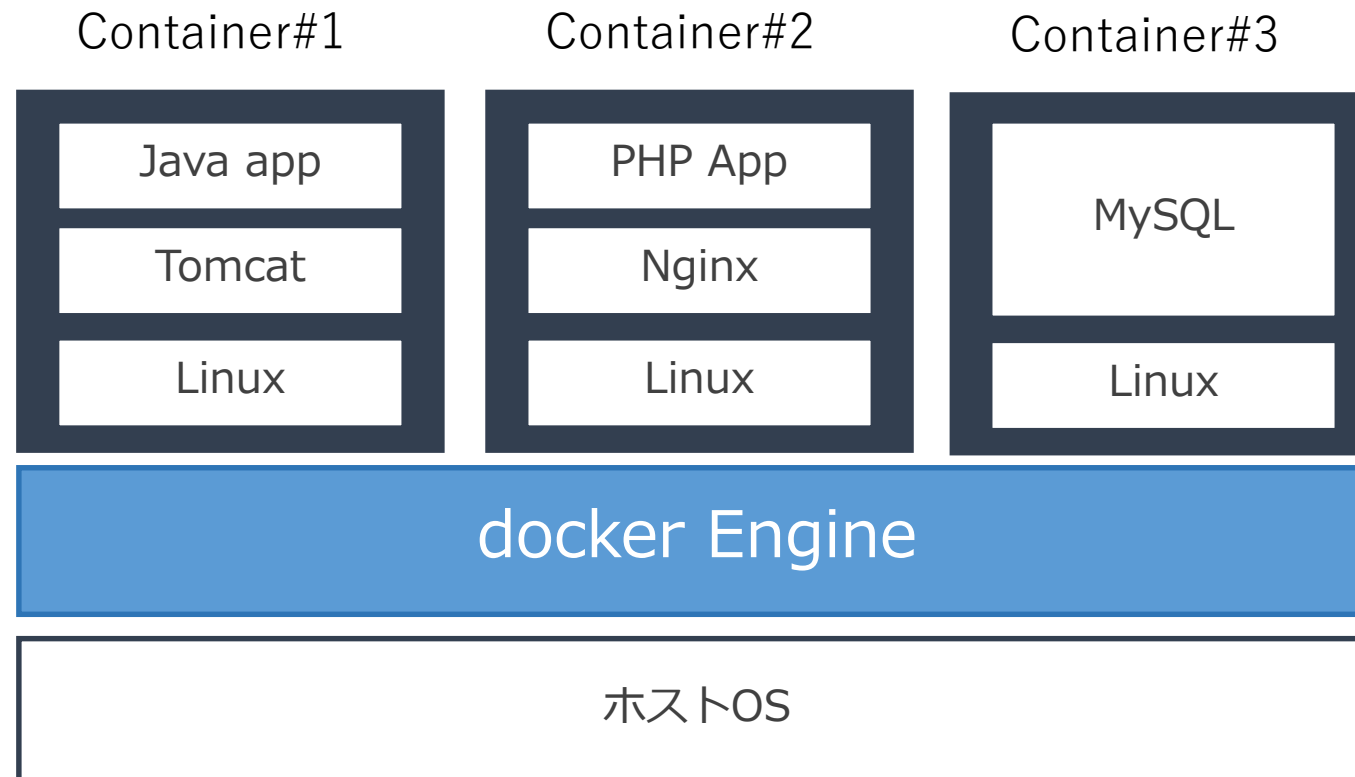 Container#1
Container#2
Container#3
Java app
PHP App
MySQL
Tomcat
Nginx
Linux
Linux
Linux
docker Engine
ホストOS